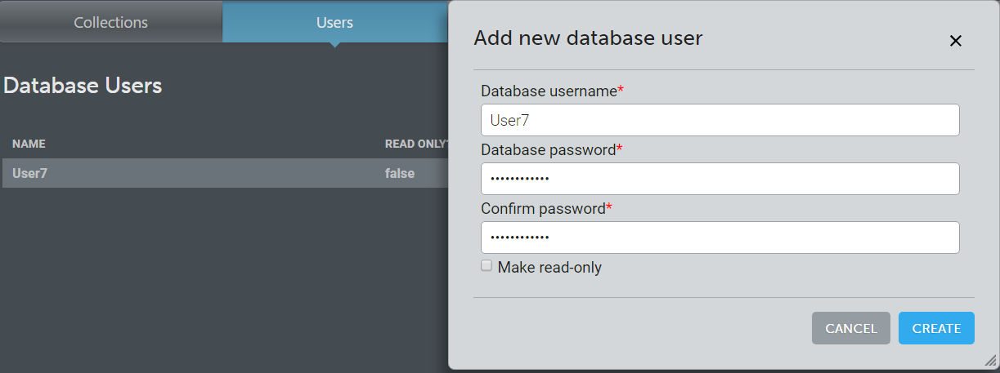 Collections
Users
Database Users
NAME
READ ONLY?
User7
false
Add new database user
Database username*
User7
Database password*
••••••••••••
Confirm password*
••••••••••••
Make read-only
CANCEL
CREATE